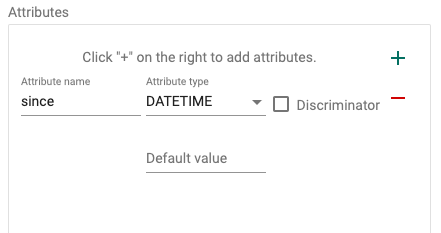 Attributes
Click "+" on the right to add attributes.
Attribute name
Attribute type
since
DATETIME
Discriminator
Default value